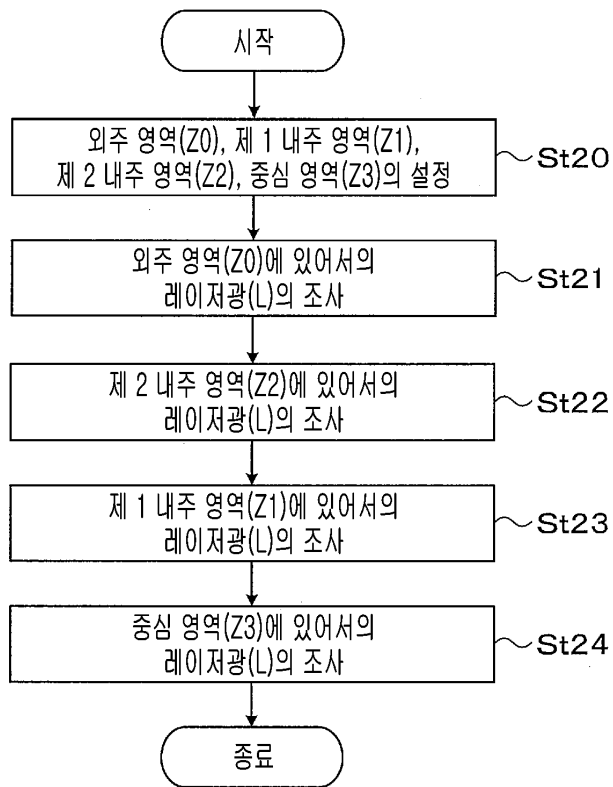 시작
외주 영역(Z0), 제 1 내주 영역(Z1),
제 2 내주 영역(Z2), 중심 영역(Z3)의 설정
St20
외주 영역(Z0)에 있어서의
레이저광(L)의 조사
St21
제 2 내주 영역(Z2)에 있어서의
레이저광(L)의 조사
St22
제 1 내주 영역(Z1)에 있어서의
레이저광(L)의 조사
St23
중심 영역(Z3)에 있어서의
레이저광(L)의 조사
St24
종료